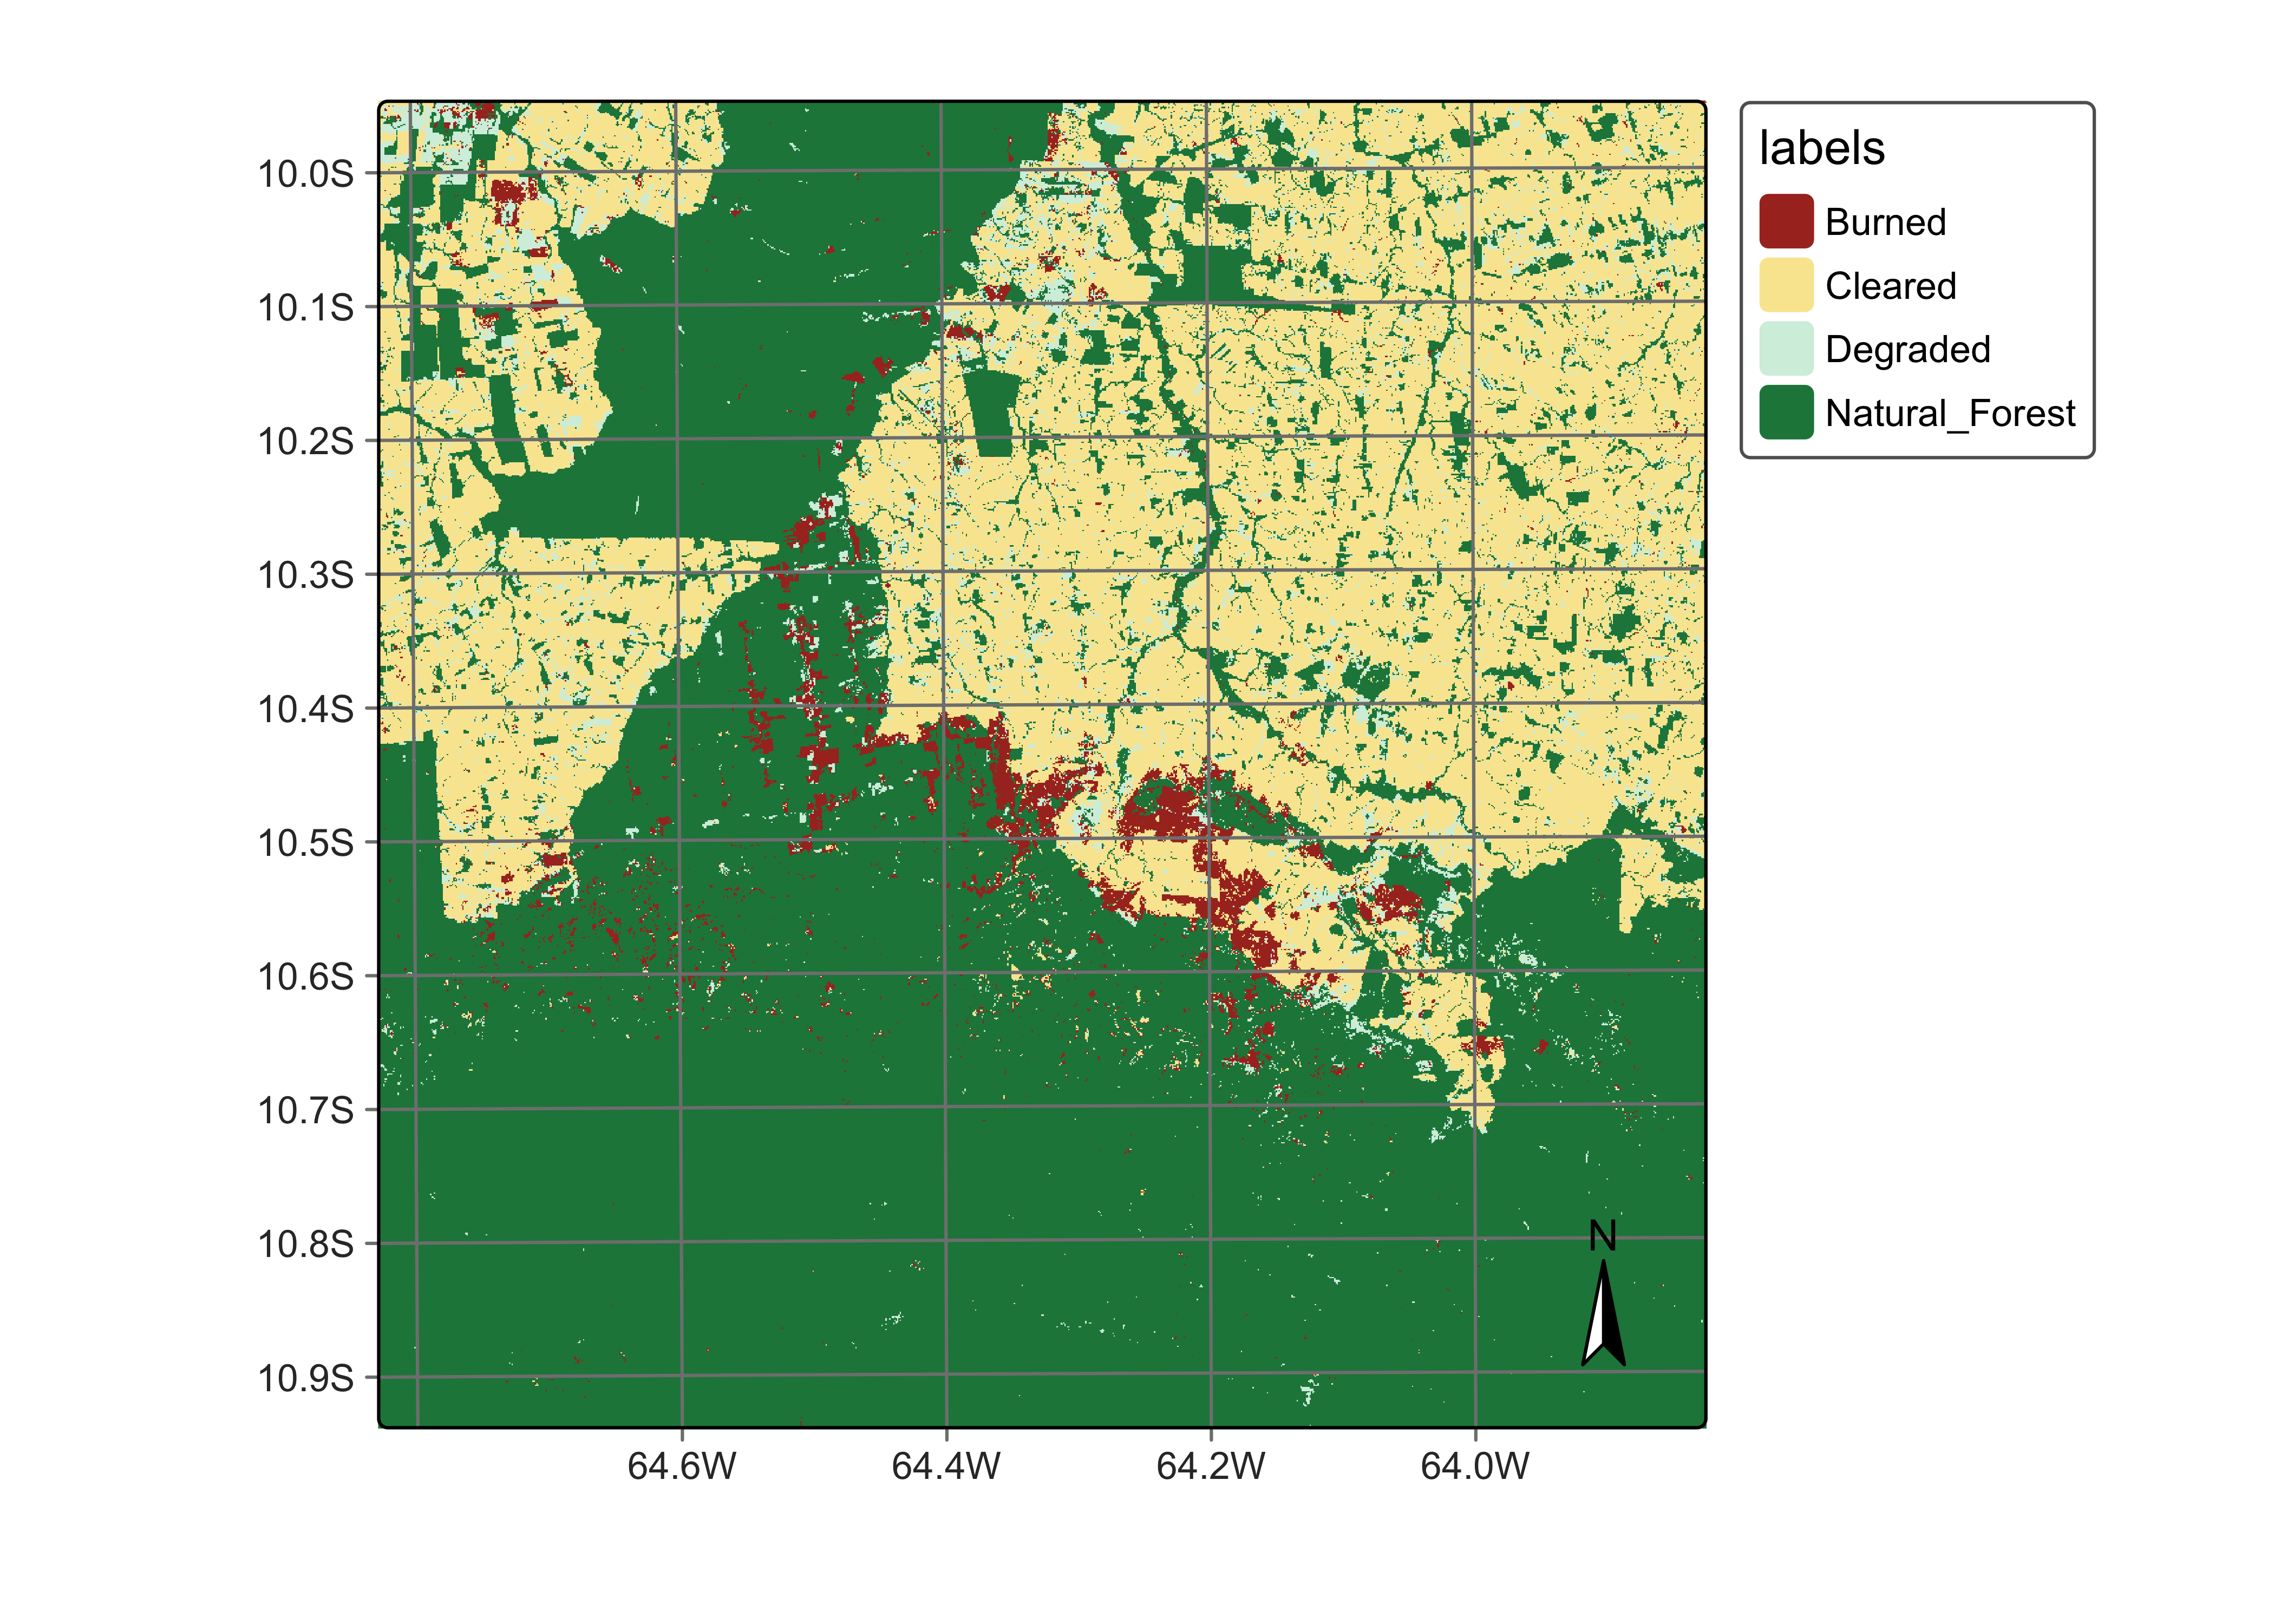 labels
Burned
Cleared
Degraded
Natural_Forest
10.0S
10.1S
10.2S
10.3S
10.4S
10.5S
10.6S
10.7S
10.8S
10.9S
N
64.6W
64.4W
64.2W
64.0W